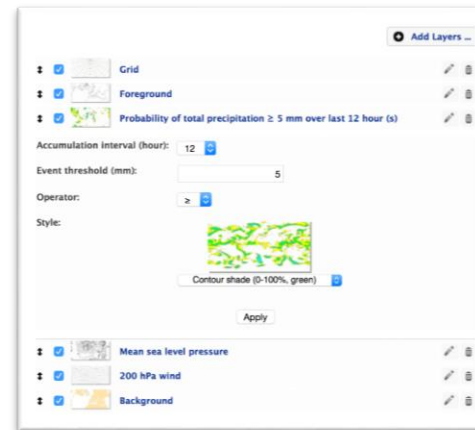 Add Layers ...
Grid
Foreground
Probability of total precipitation ≥ 5 mm over last 12 hour (s)
Accumulation interval (hour): 12
Event threshold (mm): 5
Operator: ≥
Style:
Contour shade (0-100%, green)
Apply
Mean sea level pressure
200 hPa wind
Background